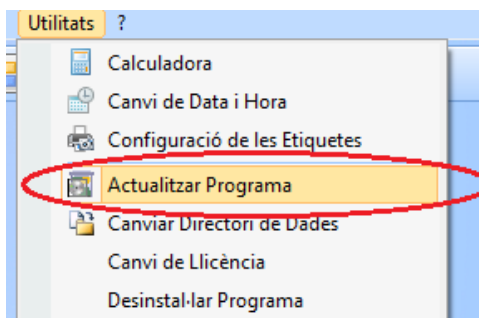 Utilitats ?
Calculadora
Canvi de Data i Hora
Configuració de les Etiquetes
Actualitzar Programa
Canviar Directori de Dades
Canvi de Llicència
Desinstal·lar Programa